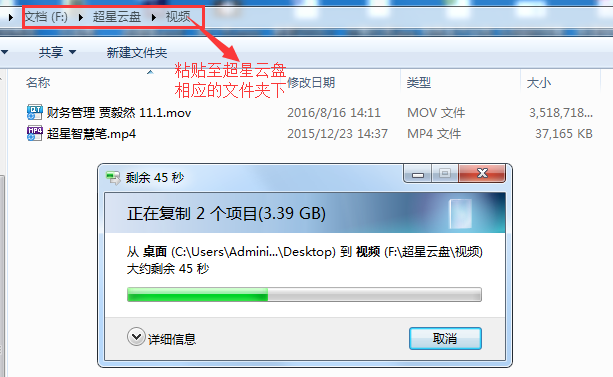 文档 (F:) 超星云盘 视频
共享 新建文件夹
粘贴至超星云盘
相应的文件夹下
名称 修改日期 类型 大小
财务管理 贾毅然 11.1.mov 2016/8/16 14:11 MOV 文件 3,518,718...
超星智慧笔.mp4 2015/12/23 14:37 MP4 文件 37,165 KB
剩余 45 秒
正在复制 2 个项目(3.39 GB)
从 桌面 (C:\Users\Admini...\Desktop) 到 视频 (F:\超星云盘\视频)
大约剩余 45 秒
详细信息 取消